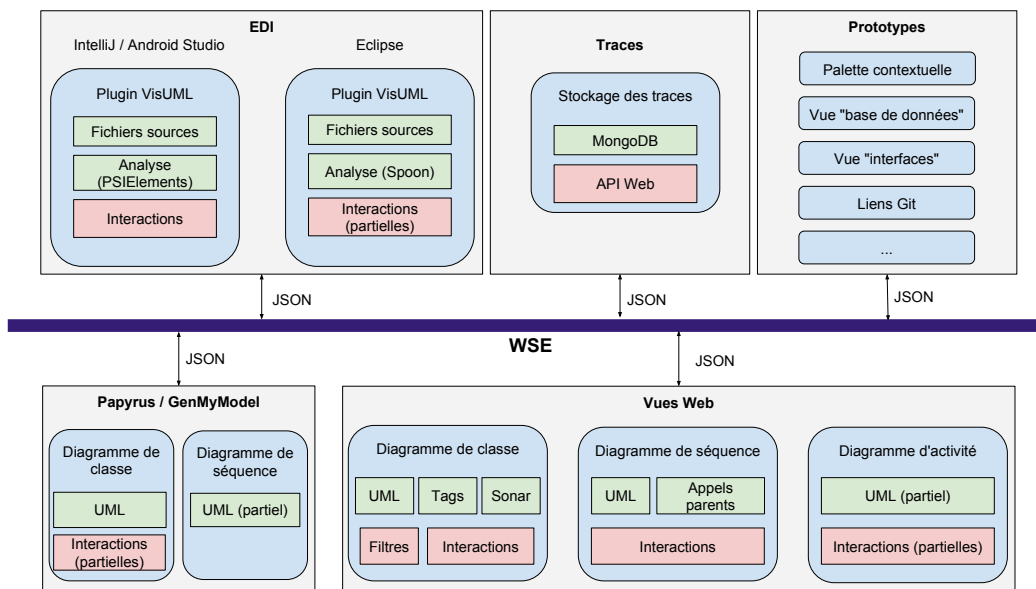 EDI
IntelliJ / Android Studio
Eclipse
Plugin VisUML
Fichiers sources
Analyse
(PSIElements)
Interactions
Plugin VisUML
Fichiers sources
Analyse (Spoon)
Interactions
(partielles)
Traces
Stockage des traces
MongoDB
API Web
Prototypes
Palette contextuelle
Vue "base de données"
Vue "interfaces"
Liens Git
...
JSON
JSON
JSON
WSE
JSON
JSON
Papyrus / GenMyModel
Diagramme de
classe
UML
Interactions
(partielles)
Diagramme de
séquence
UML (partiel)
Vues Web
Diagramme de classe
UML
Tags
Sonar
Filtres
Interactions
Diagramme de séquence
UML
Appels
parents
Interactions
Diagramme d'activité
UML (partiel)
Interactions (partielles)